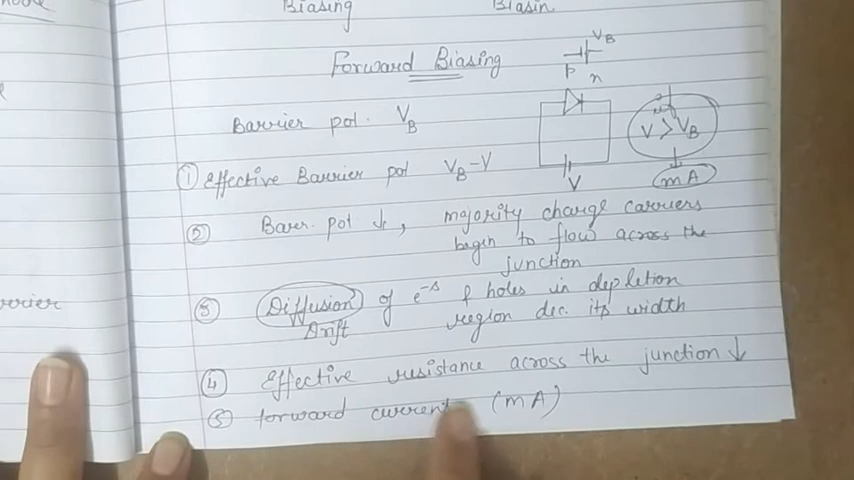 Biasing Biasin
Forward Biasing
VB
p n
Barrier pot. VB
V > VB
① Effective Barrier pot VB-V
V
mA
② Barr. pot ↓, majority charge carriers
begin to flow across the
junction
③ Diffusion of e-s & holes in depletion
Drift region dec. its width
④ Effective resistance across the junction ↓
⑤ forward current (mA)